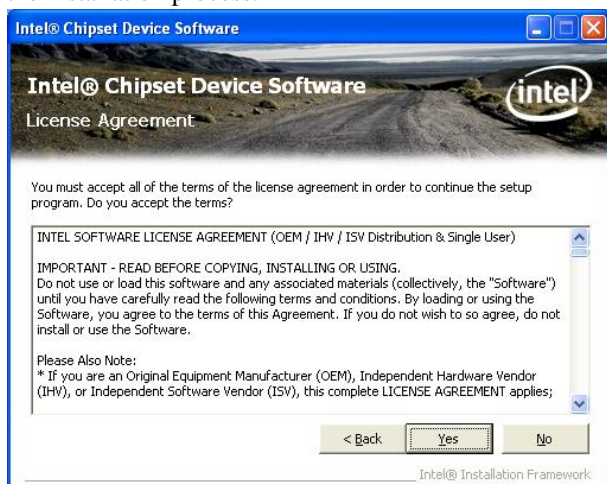 Intel® Chipset Device Software
Intel® Chipset Device Software
intel
License Agreement
You must accept all of the terms of the license agreement in order to continue the setup
program. Do you accept the terms?
INTEL SOFTWARE LICENSE AGREEMENT (OEM / IHV / ISV Distribution & Single User)
IMPORTANT - READ BEFORE COPYING, INSTALLING OR USING.
Do not use or load this software and any associated materials (collectively, the "Software")
until you have carefully read the following terms and conditions. By loading or using the
Software, you agree to the terms of this Agreement. If you do not wish to so agree, do not
install or use the Software.
Please Also Note:
* If you are an Original Equipment Manufacturer (OEM), Independent Hardware Vendor
(IHV), or Independent Software Vendor (ISV), this complete LICENSE AGREEMENT applies;
< Back Yes No
Intel® Installation Framework